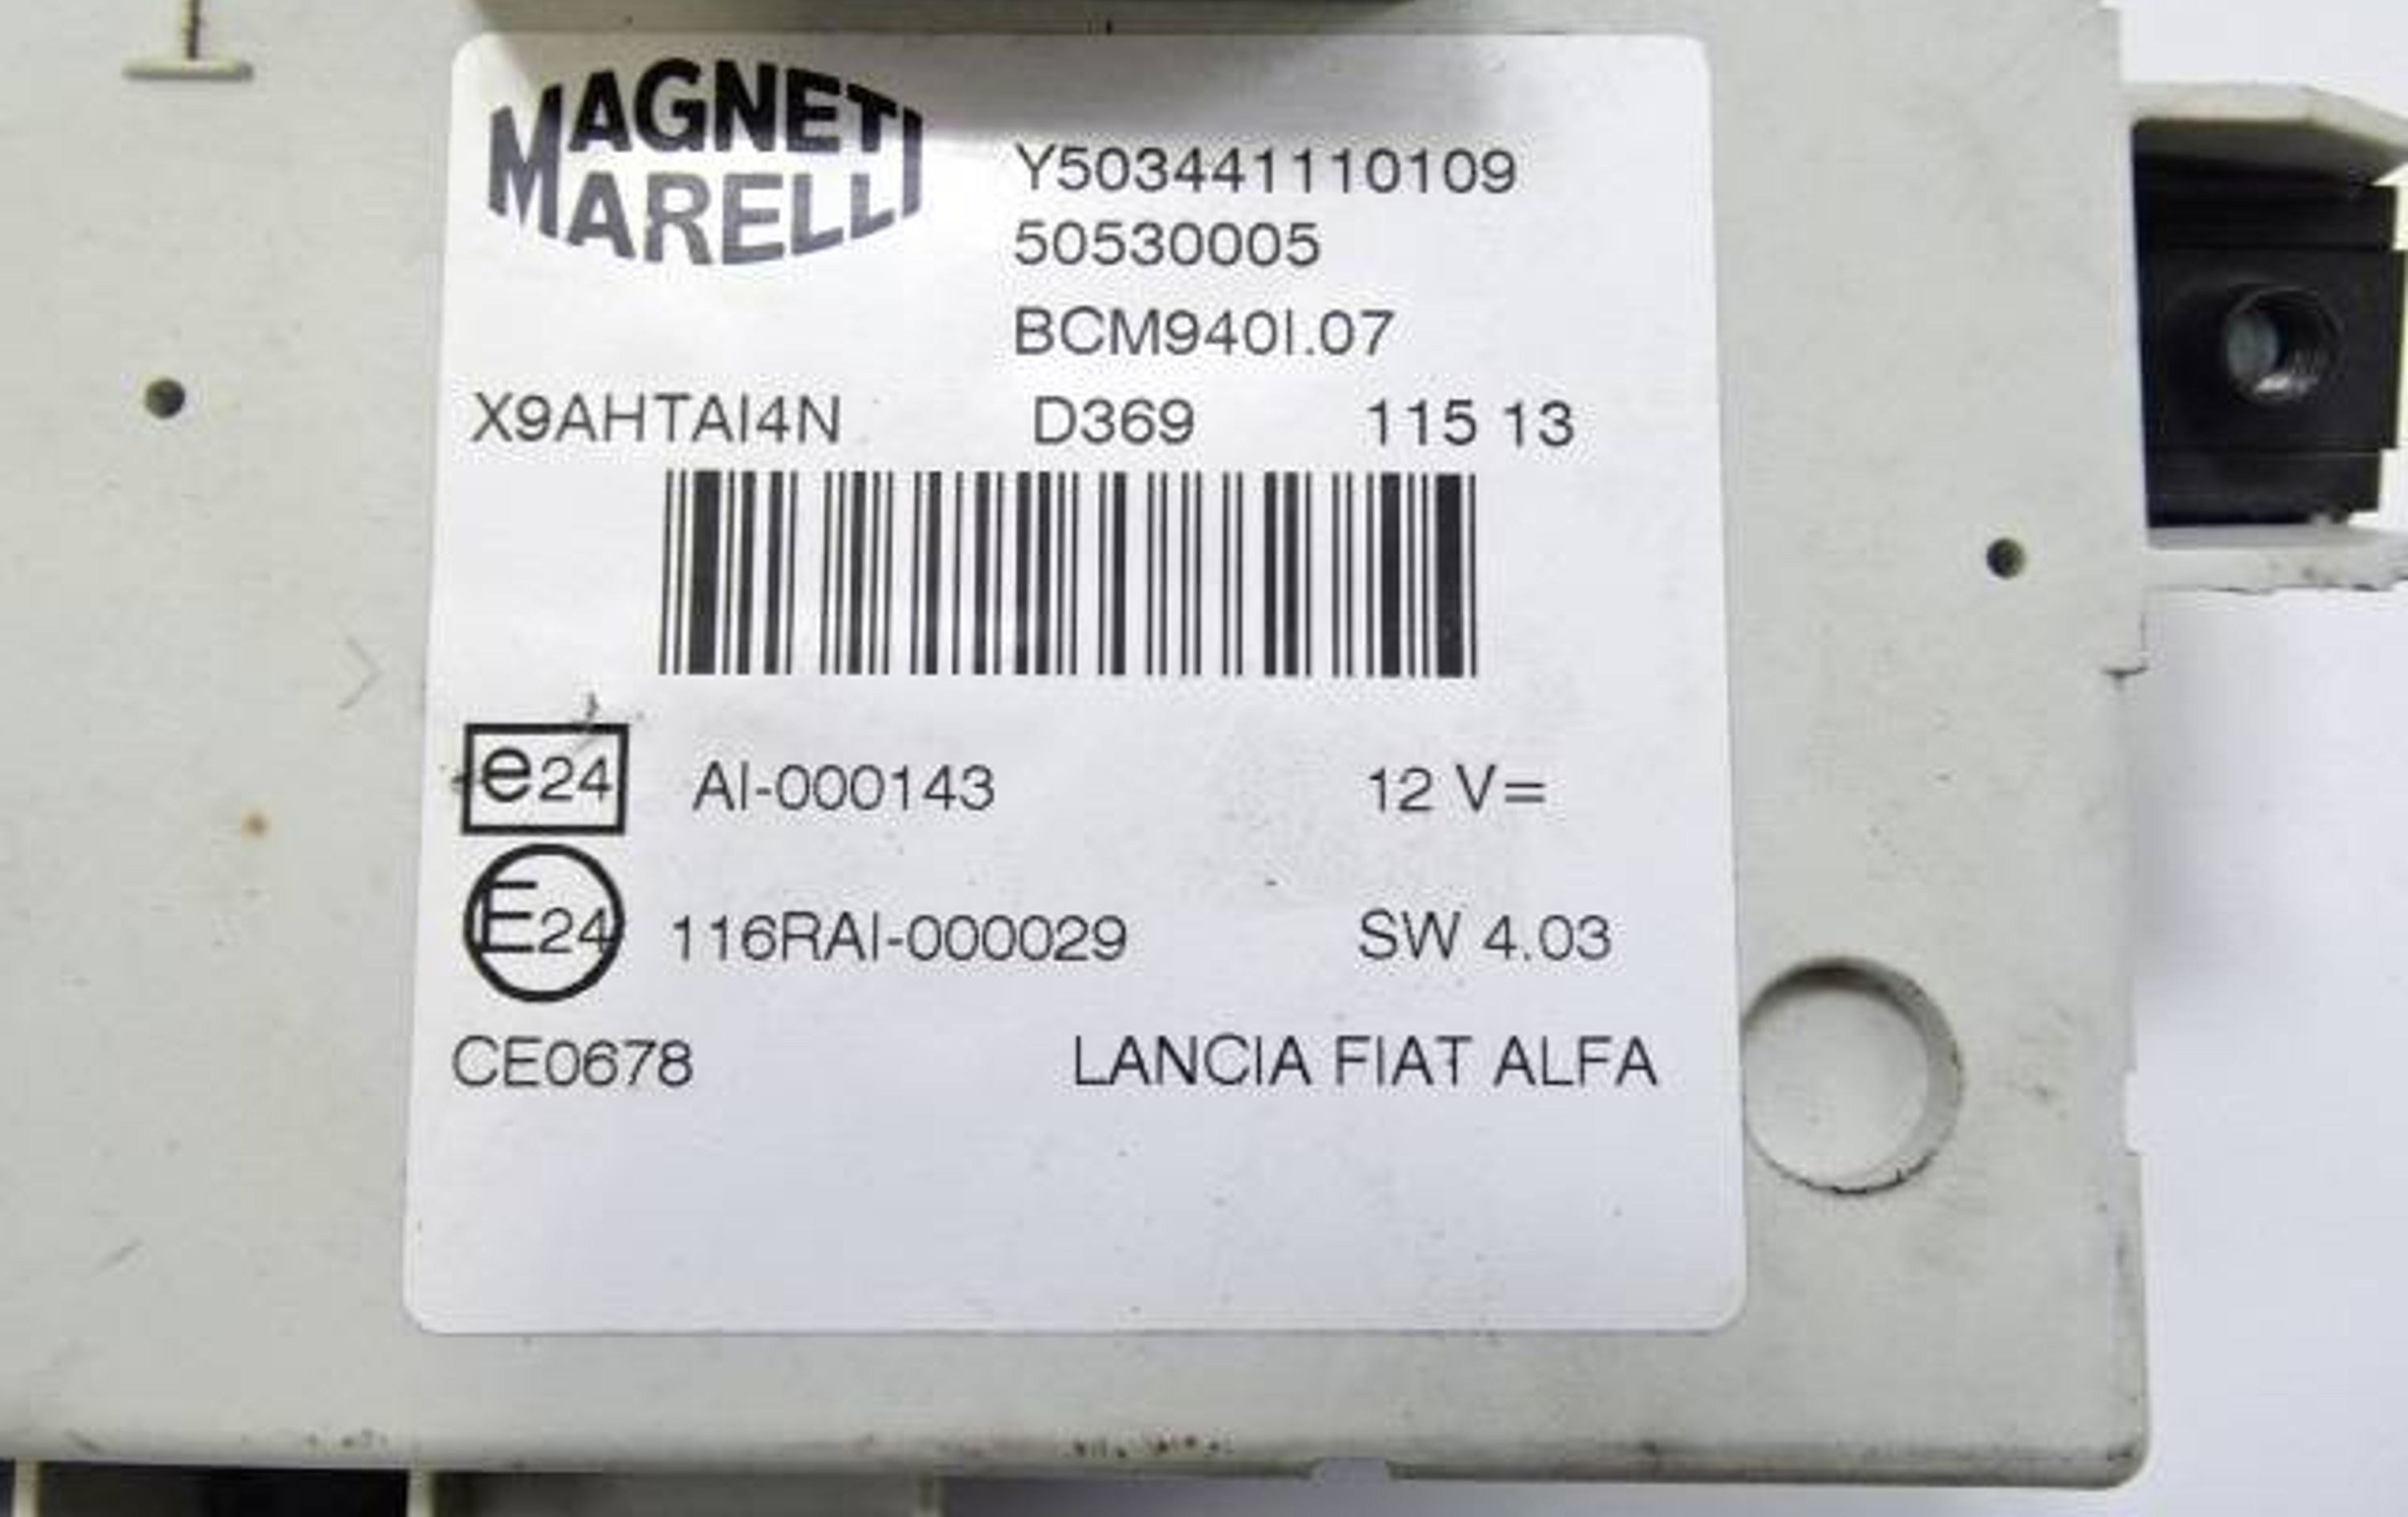 MAGNETI
MARELLI
Y503441110109
50530005
BCM940I.07
X9AHTAI4N D369 115 13
e24 AI-000143 12 V=
E24 116RAI-000029 SW 4.03
CE0678 LANCIA FIAT ALFA